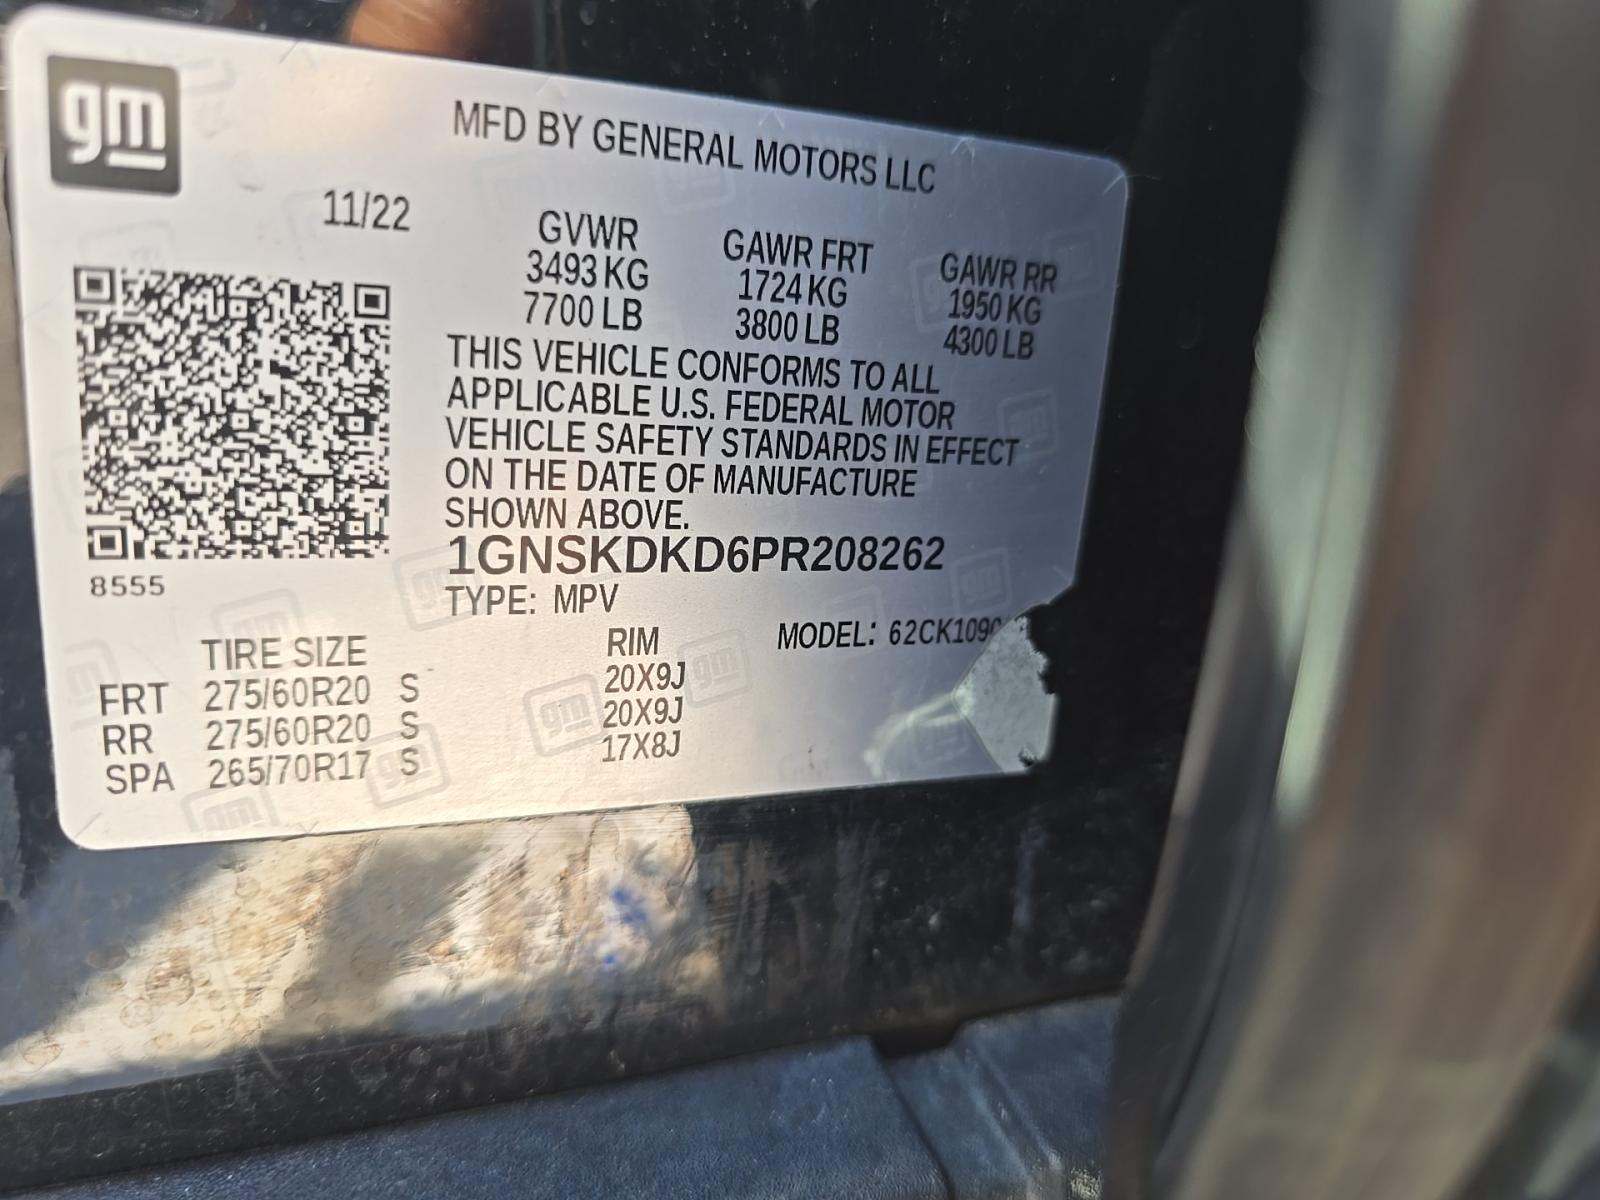 gm
MFD BY GENERAL MOTORS LLC
11/22
GVWR GAWR FRT GAWR RR
3493 KG 1724 KG 1950 KG
7700 LB 3800 LB 4300 LB
THIS VEHICLE CONFORMS TO ALL
APPLICABLE U.S. FEDERAL MOTOR
VEHICLE SAFETY STANDARDS IN EFFECT
ON THE DATE OF MANUFACTURE
SHOWN ABOVE.
1GNSKDKD6PR208262
8555
TYPE: MPV
MODEL: 62CK109
TIRE SIZE RIM
FRT 275/60R20 S 20X9J
RR 275/60R20 S 20X9J
SPA 265/70R17 S 17X8J